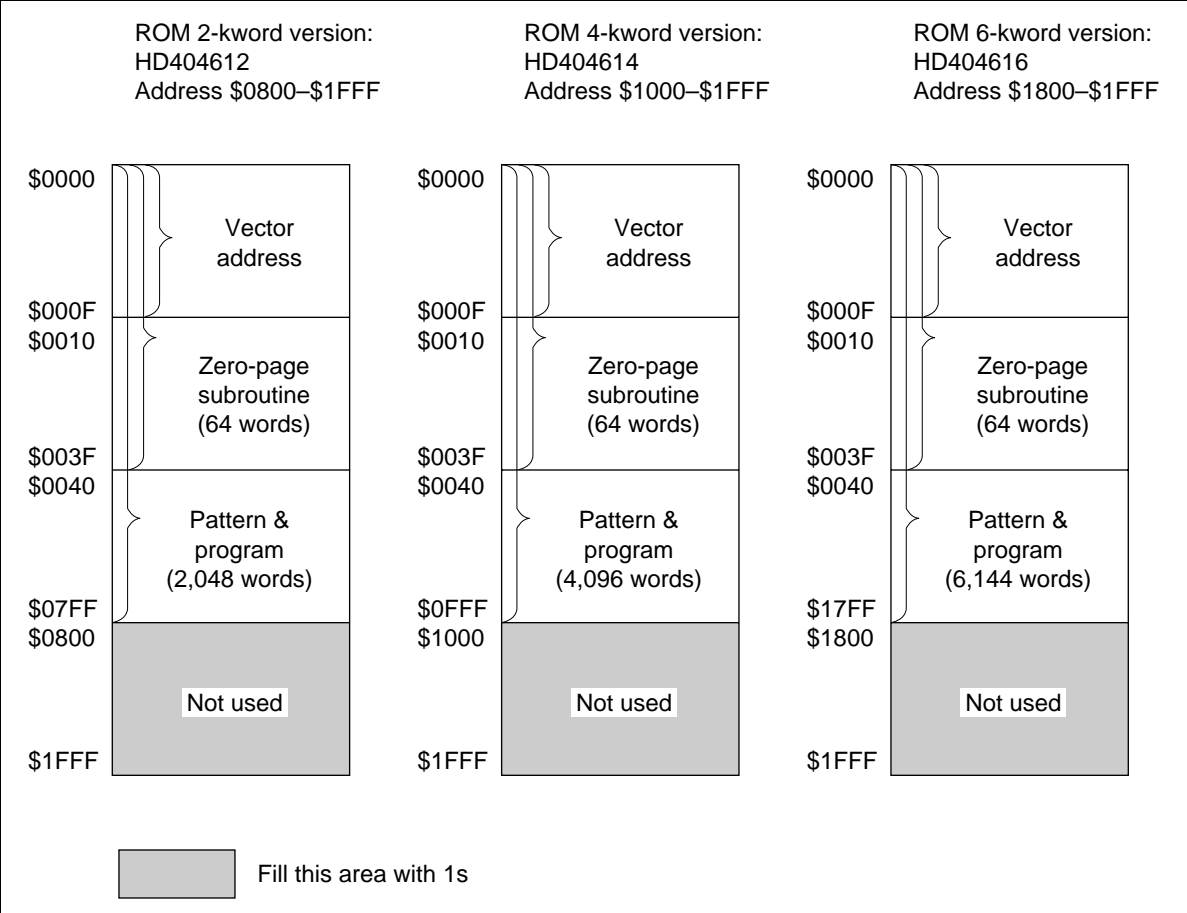 ROM 2-kword version:
HD404612
Address $0800–$1FFF
ROM 4-kword version:
HD404614
Address $1000–$1FFF
ROM 6-kword version:
HD404616
Address $1800–$1FFF
$0000
Vector
address
$000F
$0010
Zero-page
subroutine
(64 words)
$003F
$0040
Pattern &
program
(2,048 words)
$07FF
$0800
Not used
$1FFF
$0000
Vector
address
$000F
$0010
Zero-page
subroutine
(64 words)
$003F
$0040
Pattern &
program
(4,096 words)
$0FFF
$1000
Not used
$1FFF
$0000
Vector
address
$000F
$0010
Zero-page
subroutine
(64 words)
$003F
$0040
Pattern &
program
(6,144 words)
$17FF
$1800
Not used
$1FFF
Fill this area with 1s